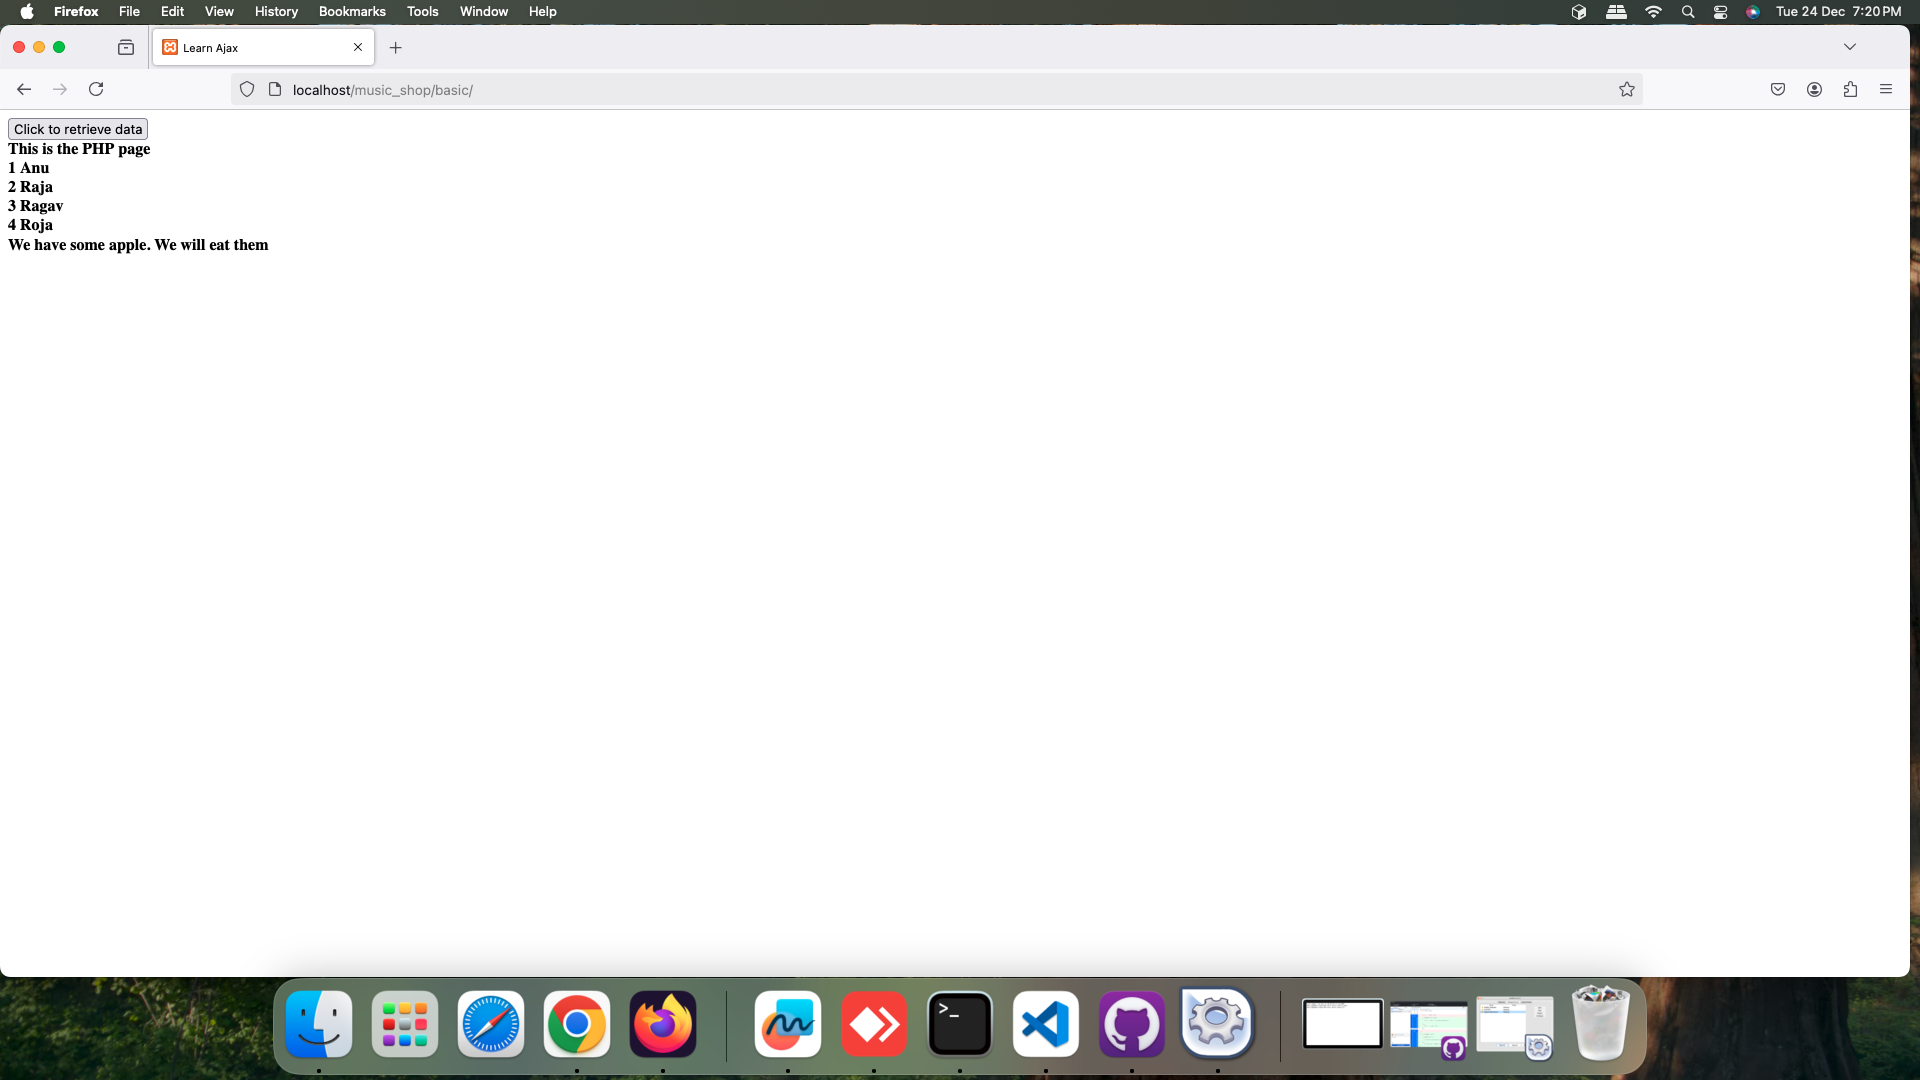 Firefox File Edit View History Bookmarks Tools Window Help Tue 24 Dec 7:20 PM
Learn Ajax
localhost/music_shop/basic/
Click to retrieve data
This is the PHP page
1 Anu
2 Raja
3 Ragav
4 Roja
We have some apple. We will eat them